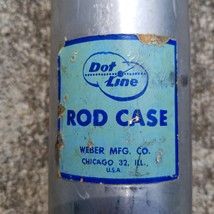 Dot
Line
ROD CASE
WEBER MFG. CO.
CHICAGO 32, ILL.
U.S.A.